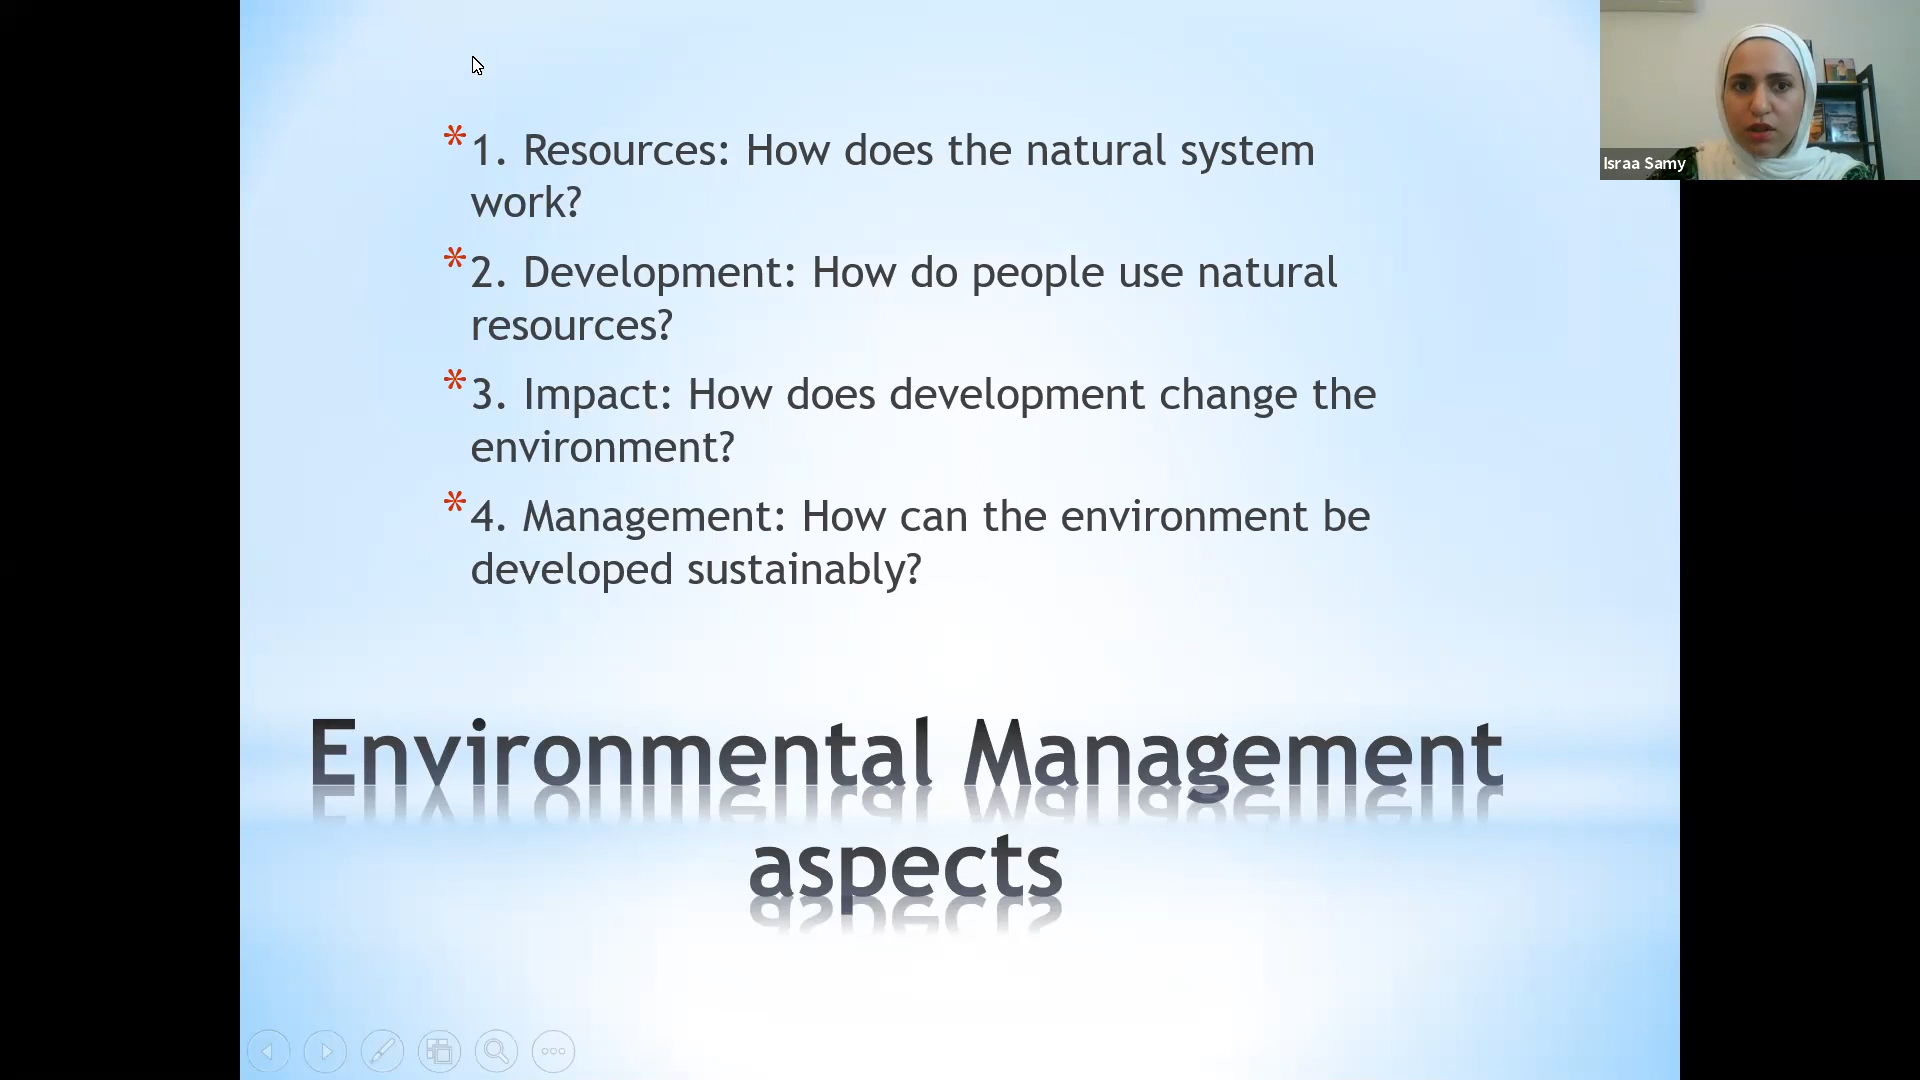 * 1. Resources: How does the natural system
work?
* 2. Development: How do people use natural
resources?
* 3. Impact: How does development change the
environment?
* 4. Management: How can the environment be
developed sustainably?
Environmental Management
aspects
Israa Samy